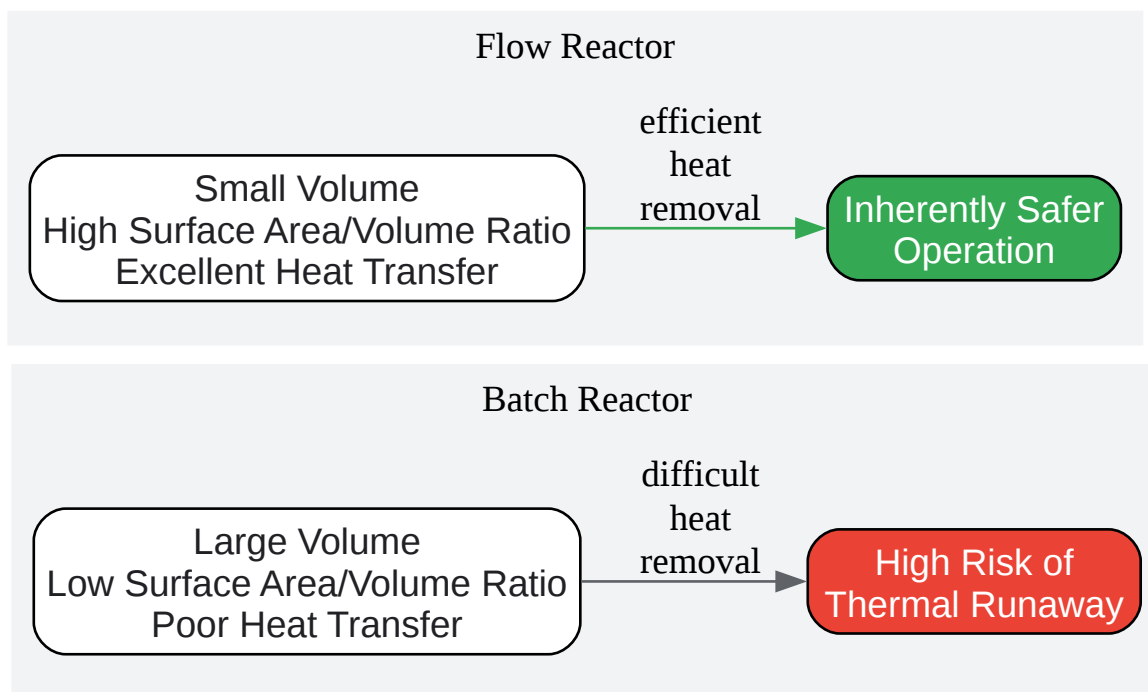 Flow Reactor
efficient
heat
removal
Small Volume
High Surface Area/Volume Ratio
Excellent Heat Transfer
Inherently Safer
Operation
Batch Reactor
difficult
heat
removal
Large Volume
Low Surface Area/Volume Ratio
Poor Heat Transfer
High Risk of
Thermal Runaway